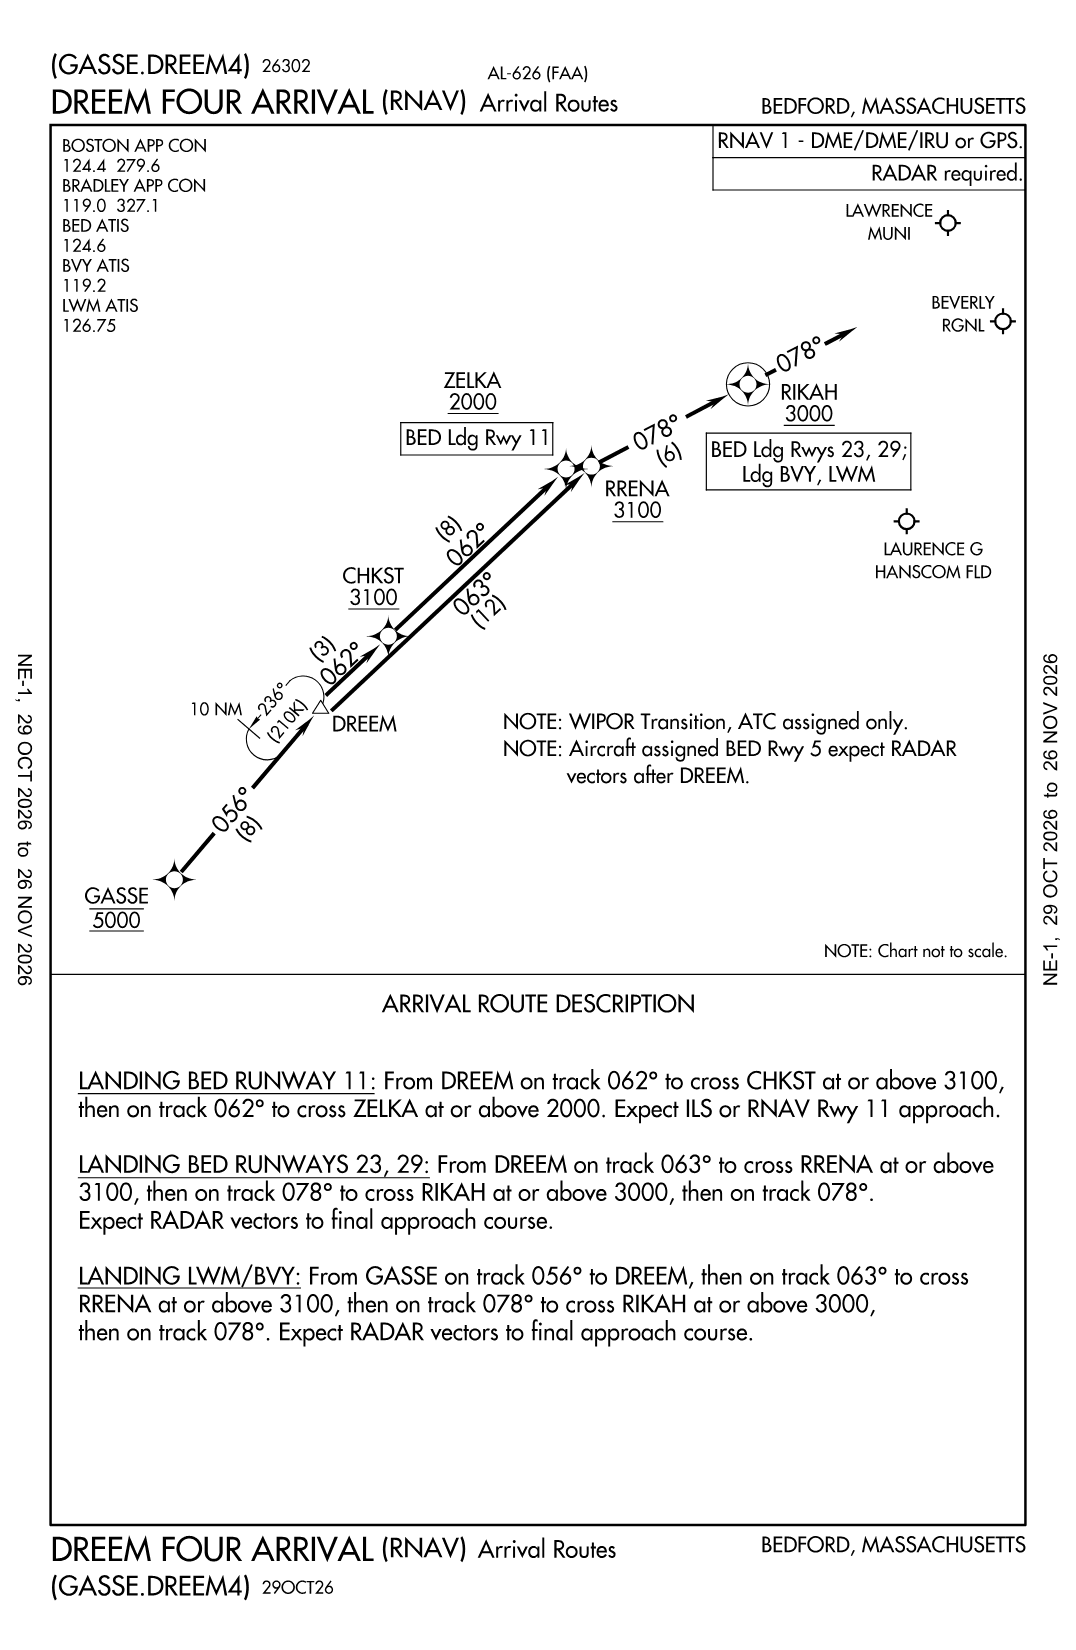 (GASSE.DREEM4) 26302
AL-626 (FAA)
DREEM FOUR ARRIVAL (RNAV) Arrival Routes
BEDFORD, MASSACHUSETTS
BOSTON APP CON
124.4 279.6
BRADLEY APP CON
119.0 327.1
BED ATIS
124.6
BVY ATIS
119.2
LWM ATIS
126.75
RNAV 1 - DME/DME/IRU or GPS.
RADAR required.
LAWRENCE
MUNI
BEVERLY
RGNL
078°
ZELKA
2000
BED Ldg Rwy 11
RIKAH
3000
BED Ldg Rwys 23, 29;
Ldg BVY, LWM
078°
(6)
RRENA
3100
LAURENCE G
HANSCOM FLD
(8)
062°
CHKST
3100
063°
(12)
(3)
062°
10 NM
236°
(210K)
DREEM
NOTE: WIPOR Transition, ATC assigned only.
NOTE: Aircraft assigned BED Rwy 5 expect RADAR
vectors after DREEM.
056°
(8)
GASSE
5000
NOTE: Chart not to scale.
NE-1, 29 OCT 2026 to 26 NOV 2026
NE-1, 29 OCT 2026 to 26 NOV 2026
ARRIVAL ROUTE DESCRIPTION
LANDING BED RUNWAY 11: From DREEM on track 062° to cross CHKST at or above 3100,
then on track 062° to cross ZELKA at or above 2000. Expect ILS or RNAV Rwy 11 approach.
LANDING BED RUNWAYS 23, 29: From DREEM on track 063° to cross RRENA at or above
3100, then on track 078° to cross RIKAH at or above 3000, then on track 078°.
Expect RADAR vectors to final approach course.
LANDING LWM/BVY: From GASSE on track 056° to DREEM, then on track 063° to cross
RRENA at or above 3100, then on track 078° to cross RIKAH at or above 3000,
then on track 078°. Expect RADAR vectors to final approach course.
DREEM FOUR ARRIVAL (RNAV) Arrival Routes
BEDFORD, MASSACHUSETTS
(GASSE.DREEM4) 29OCT26